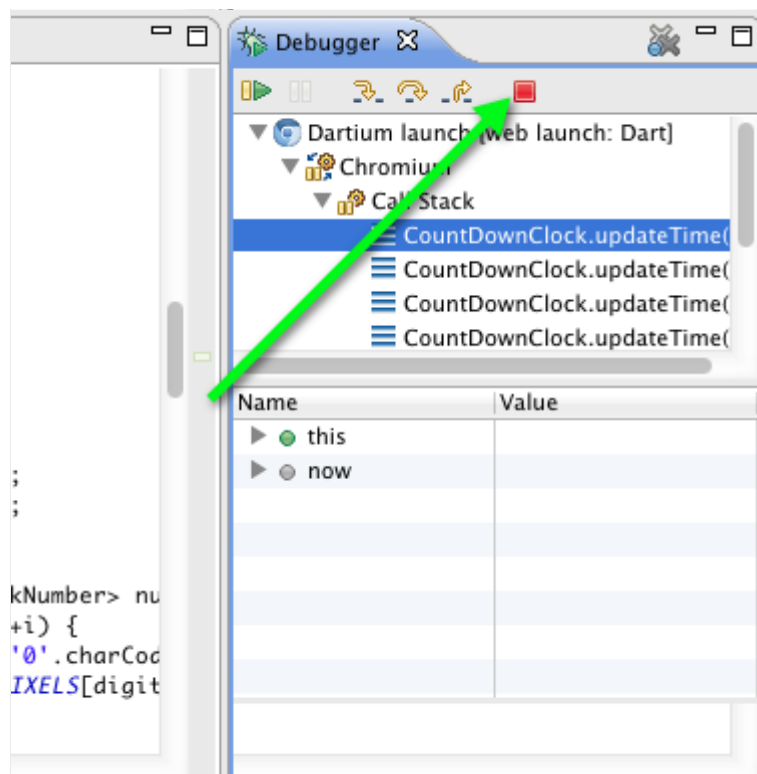 Debugger
Dartium launch [web launch: Dart]
Chromium
Call Stack
CountDownClock.updateTime(
CountDownClock.updateTime(
CountDownClock.updateTime(
CountDownClock.updateTime(
Name Value
this
now
;
;
kNumber> nu
+i) {
'0'.charCod
IXELS[digit